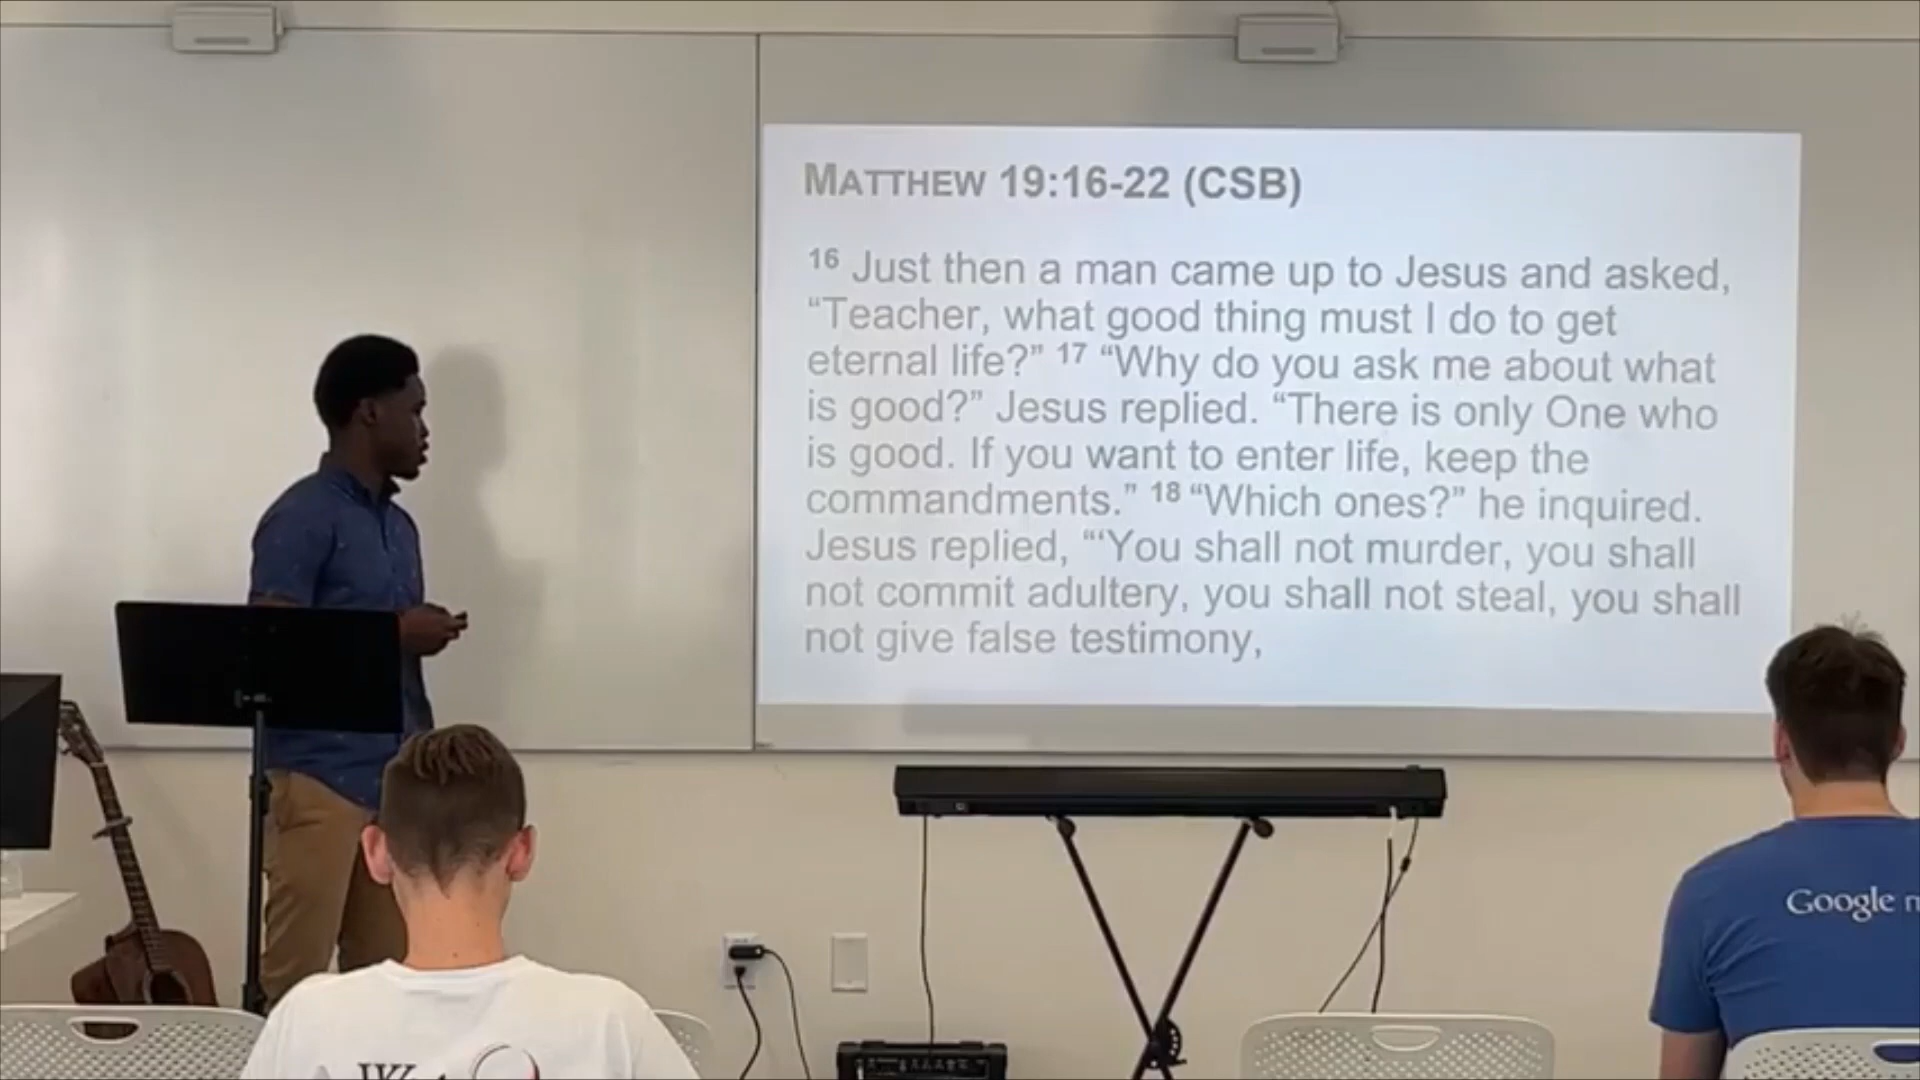 MATTHEW 19:16-22 (CSB)
16 Just then a man came up to Jesus and asked,
“Teacher, what good thing must I do to get
eternal life?” 17 “Why do you ask me about what
is good?” Jesus replied. “There is only One who
is good. If you want to enter life, keep the
commandments.” 18 “Which ones?” he inquired.
Jesus replied, “‘You shall not murder, you shall
not commit adultery, you shall not steal, you shall
not give false testimony,
Google